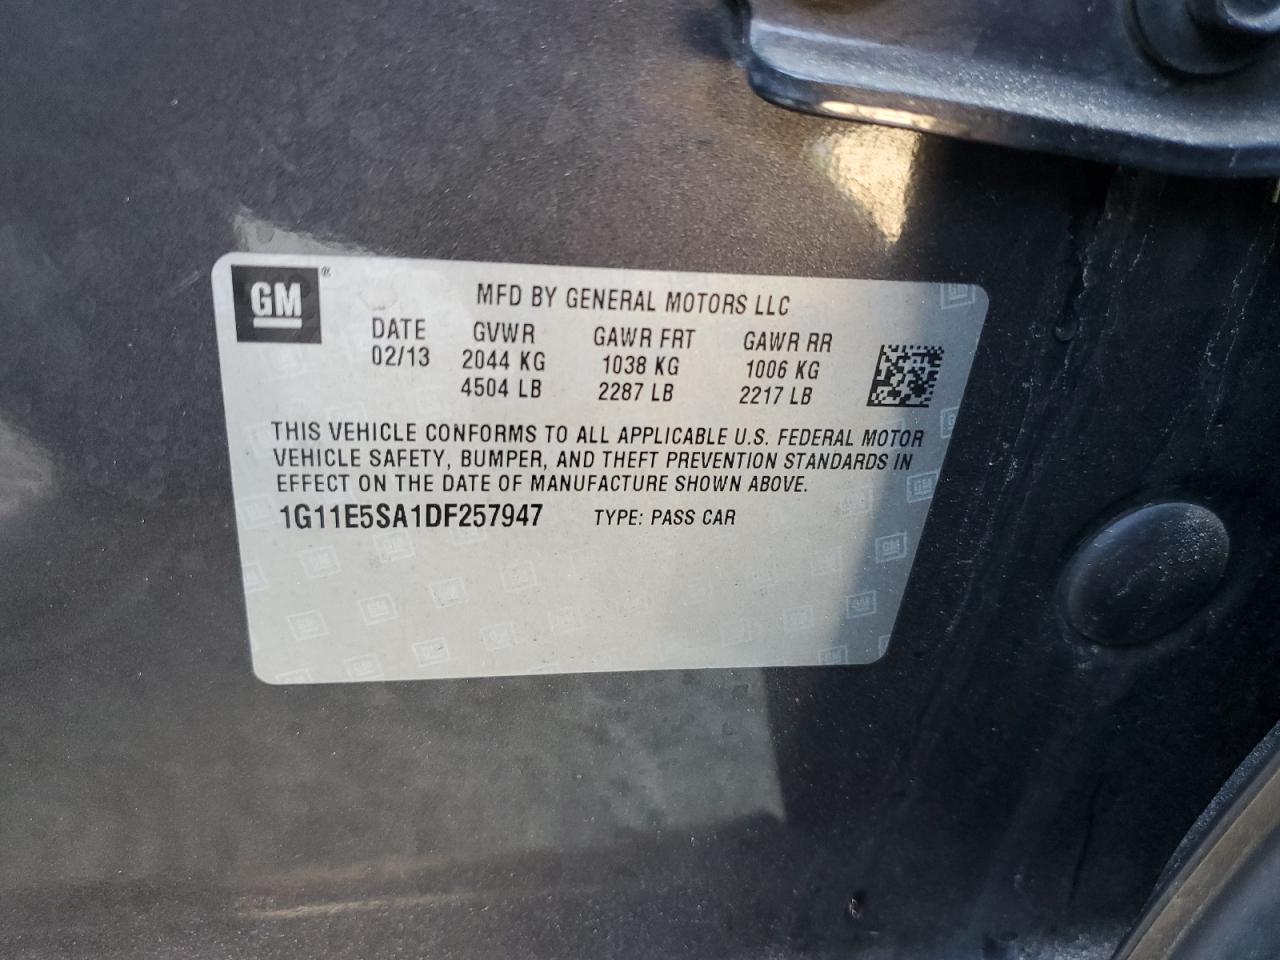 GM®
MFD BY GENERAL MOTORS LLC
DATE GVWR GAWR FRT GAWR RR
02/13 2044 KG 1038 KG 1006 KG
4504 LB 2287 LB 2217 LB
THIS VEHICLE CONFORMS TO ALL APPLICABLE U.S. FEDERAL MOTOR
VEHICLE SAFETY, BUMPER, AND THEFT PREVENTION STANDARDS IN
EFFECT ON THE DATE OF MANUFACTURE SHOWN ABOVE.
1G11E5SA1DF257947 TYPE: PASS CAR